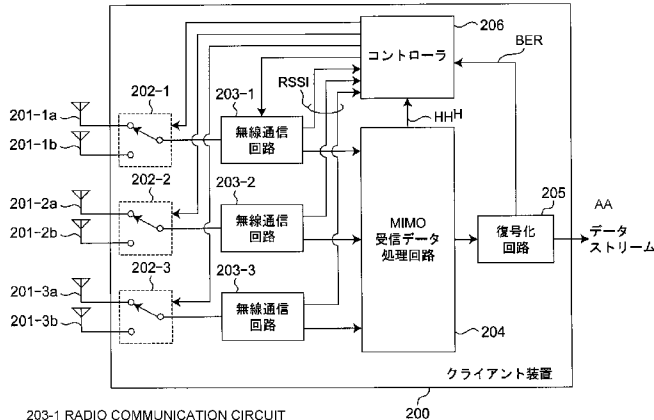 206
コントローラ
BER
202-1
203-1
RSSI
201-1a
201-1b
無線通信
回路
HHᴴ
202-2
203-2
201-2a
201-2b
無線通信
回路
MIMO
受信データ
処理回路
205
復号化
回路
AA
データ
ストリーム
202-3
203-3
201-3a
201-3b
無線通信
回路
204
クライアント装置
200
203-1 RADIO COMMUNICATION CIRCUIT